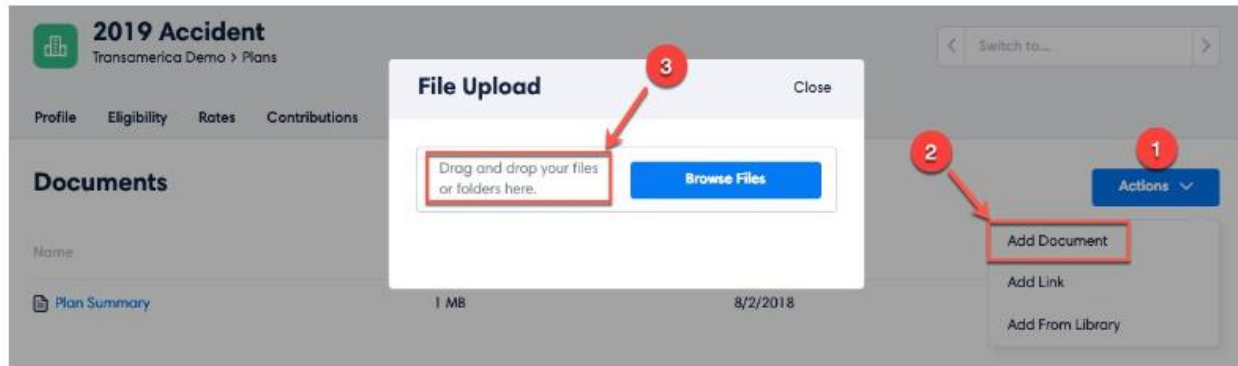 2019 Accident
Transamerica Demo > Plans
< Switch to... >
Profile Eligibility Rates Contributions
File Upload
Close
3
Drag and drop your files
or folders here.
Browse Files
Documents
2
1
Actions
Add Document
Add Link
Add From Library
Name
Plan Summary 1 MB 8/2/2018